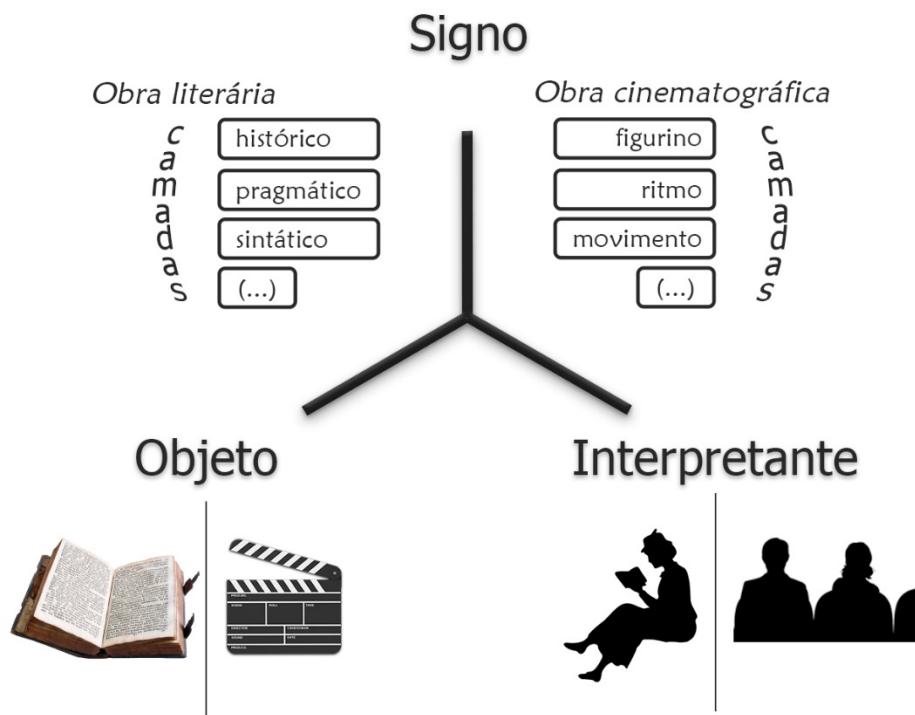 Signo
Obra literária
camadas
histórico
pragmático
sintático
(...)
Obra cinematográfica
figurino
ritmo
movimento
(...)
camadas
Objeto
Interpretante